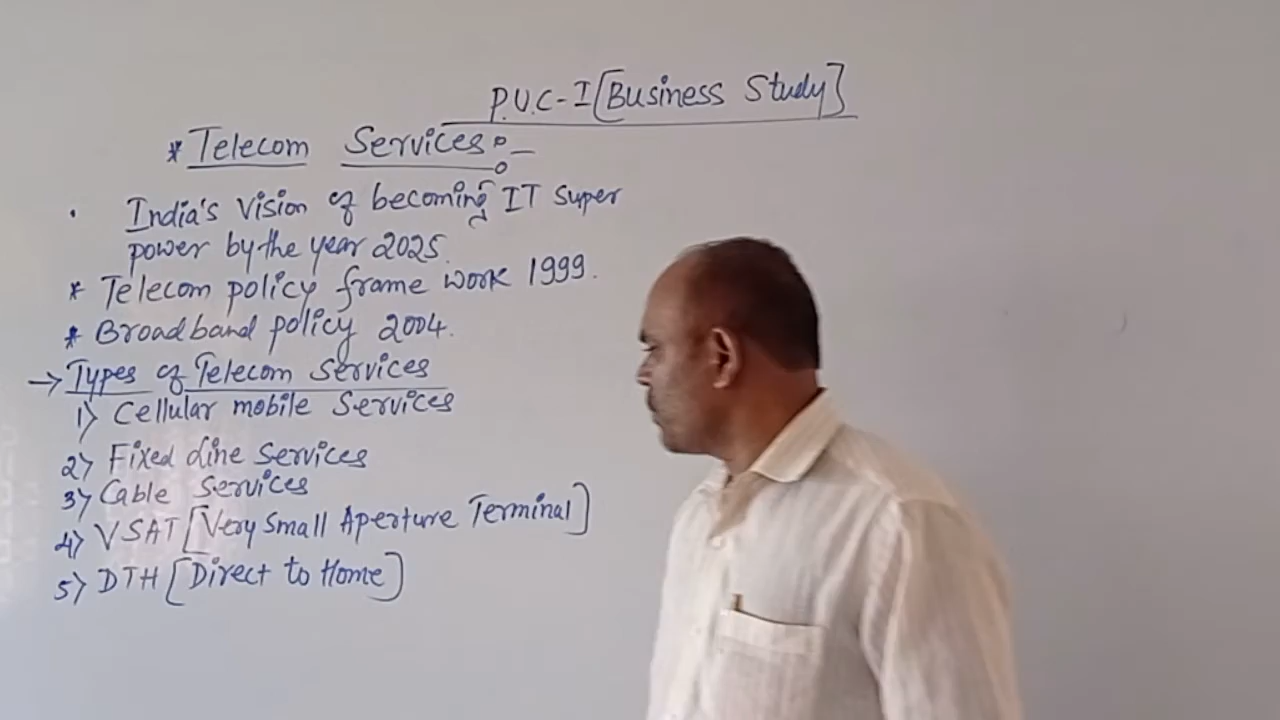 P.U.C-I [Business Study]
* Telecom Services:-
. India's vision of becoming IT super
power by the year 2025.
* Telecom policy frame work 1999.
* Broadband policy 2004.
→ Types of Telecom Services
1) Cellular mobile Services
2) Fixed Line Services
3) Cable Services
4) VSAT [Very Small Aperture Terminal]
5) DTH [Direct to Home]